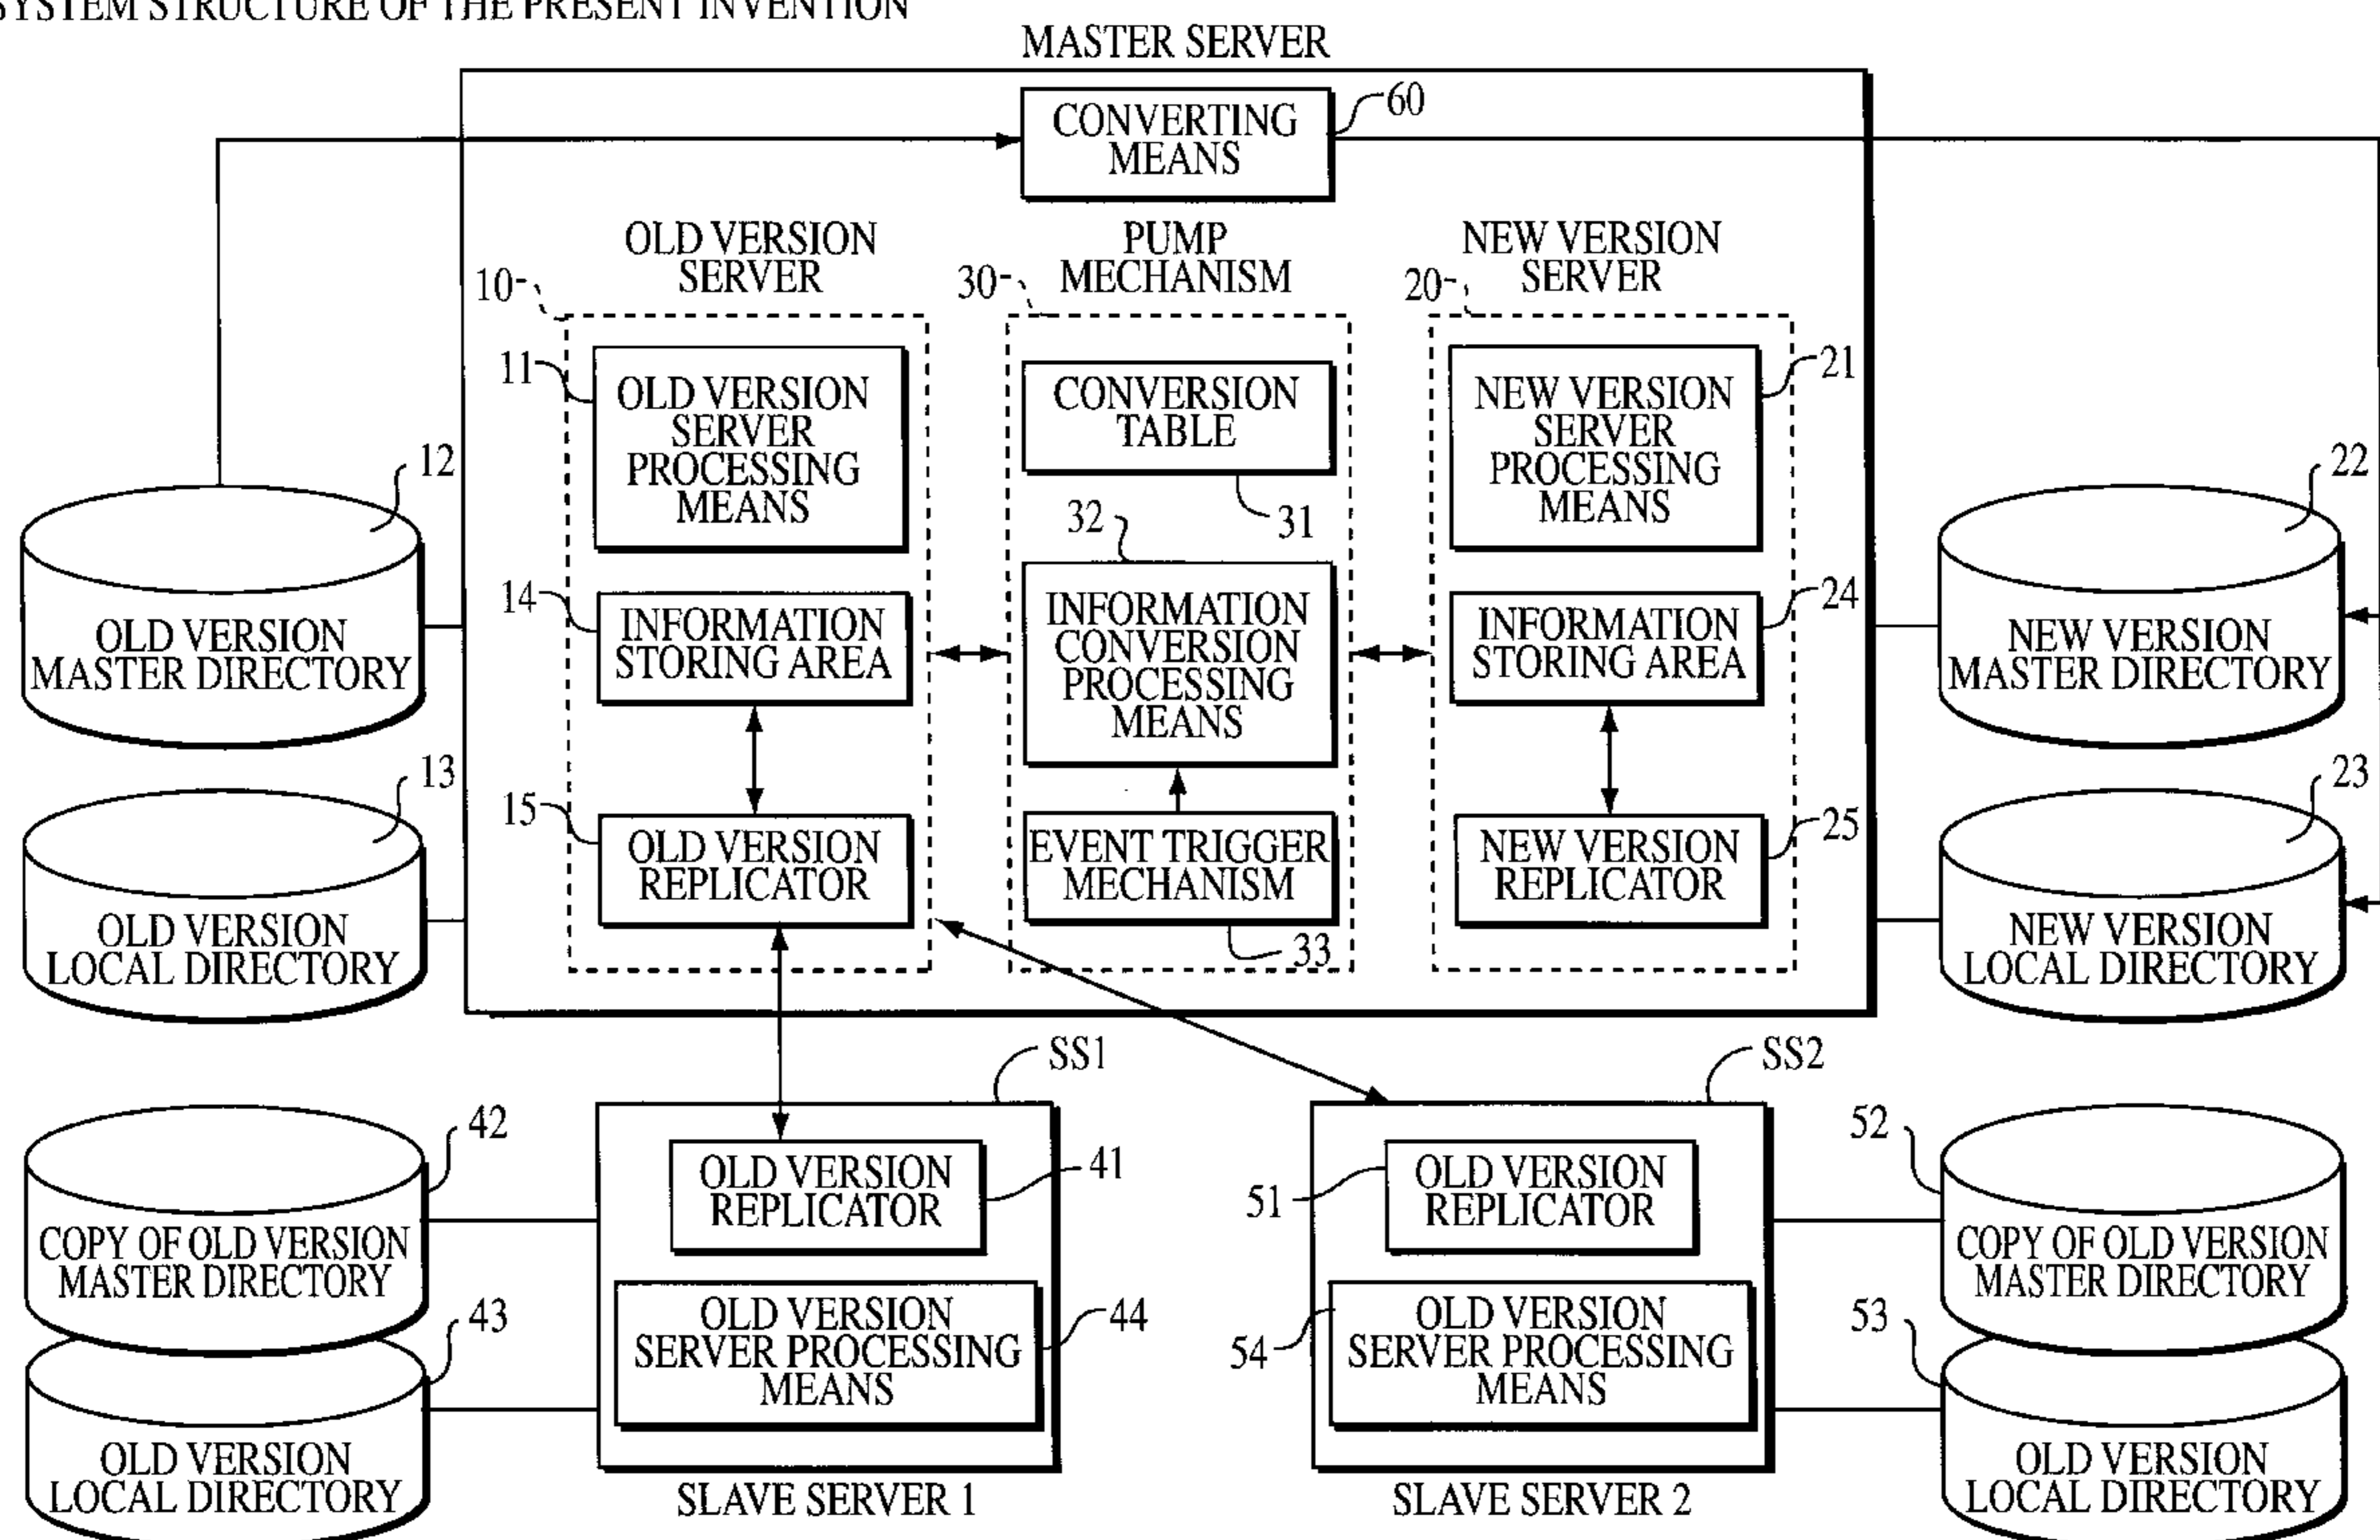 SYSTEM STRUCTURE OF THE PRESENT INVENTION
MASTER SERVER
CONVERTING
MEANS
60
OLD VERSION
SERVER
10
PUMP
MECHANISM
30
NEW VERSION
SERVER
20
11
OLD VERSION
SERVER
PROCESSING
MEANS
CONVERSION
TABLE
31
NEW VERSION
SERVER
PROCESSING
MEANS
21
12
OLD VERSION
MASTER DIRECTORY
14
INFORMATION
STORING AREA
32
INFORMATION
CONVERSION
PROCESSING
MEANS
INFORMATION
STORING AREA
24
22
NEW VERSION
MASTER DIRECTORY
13
OLD VERSION
LOCAL DIRECTORY
15
OLD VERSION
REPLICATOR
EVENT TRIGGER
MECHANISM
33
NEW VERSION
REPLICATOR
25
23
NEW VERSION
LOCAL DIRECTORY
SS1
SS2
42
COPY OF OLD VERSION
MASTER DIRECTORY
OLD VERSION
REPLICATOR
41
51
OLD VERSION
REPLICATOR
52
COPY OF OLD VERSION
MASTER DIRECTORY
43
OLD VERSION
LOCAL DIRECTORY
OLD VERSION
SERVER PROCESSING
MEANS
44
54
OLD VERSION
SERVER PROCESSING
MEANS
53
OLD VERSION
LOCAL DIRECTORY
SLAVE SERVER 1
SLAVE SERVER 2